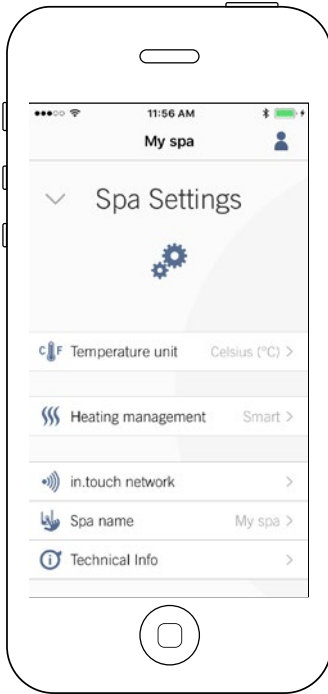 11:56 AM
My spa
Spa Settings
C F Temperature unit Celsius (°C) >
Heating management Smart >
in.touch network >
Spa name My spa >
Technical Info >